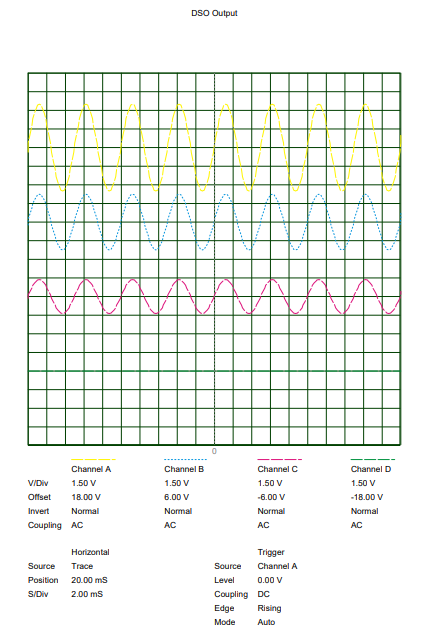 DSO Output
0
Channel A Channel B Channel C Channel D
V/Div 1.50 V 1.50 V 1.50 V 1.50 V
Offset 18.00 V 6.00 V -6.00 V -18.00 V
Invert Normal Normal Normal Normal
Coupling AC AC AC AC
Horizontal Trigger
Source Trace Source Channel A
Position 20.00 mS Level 0.00 V
S/Div 2.00 mS Coupling DC
Edge Rising
Mode Auto